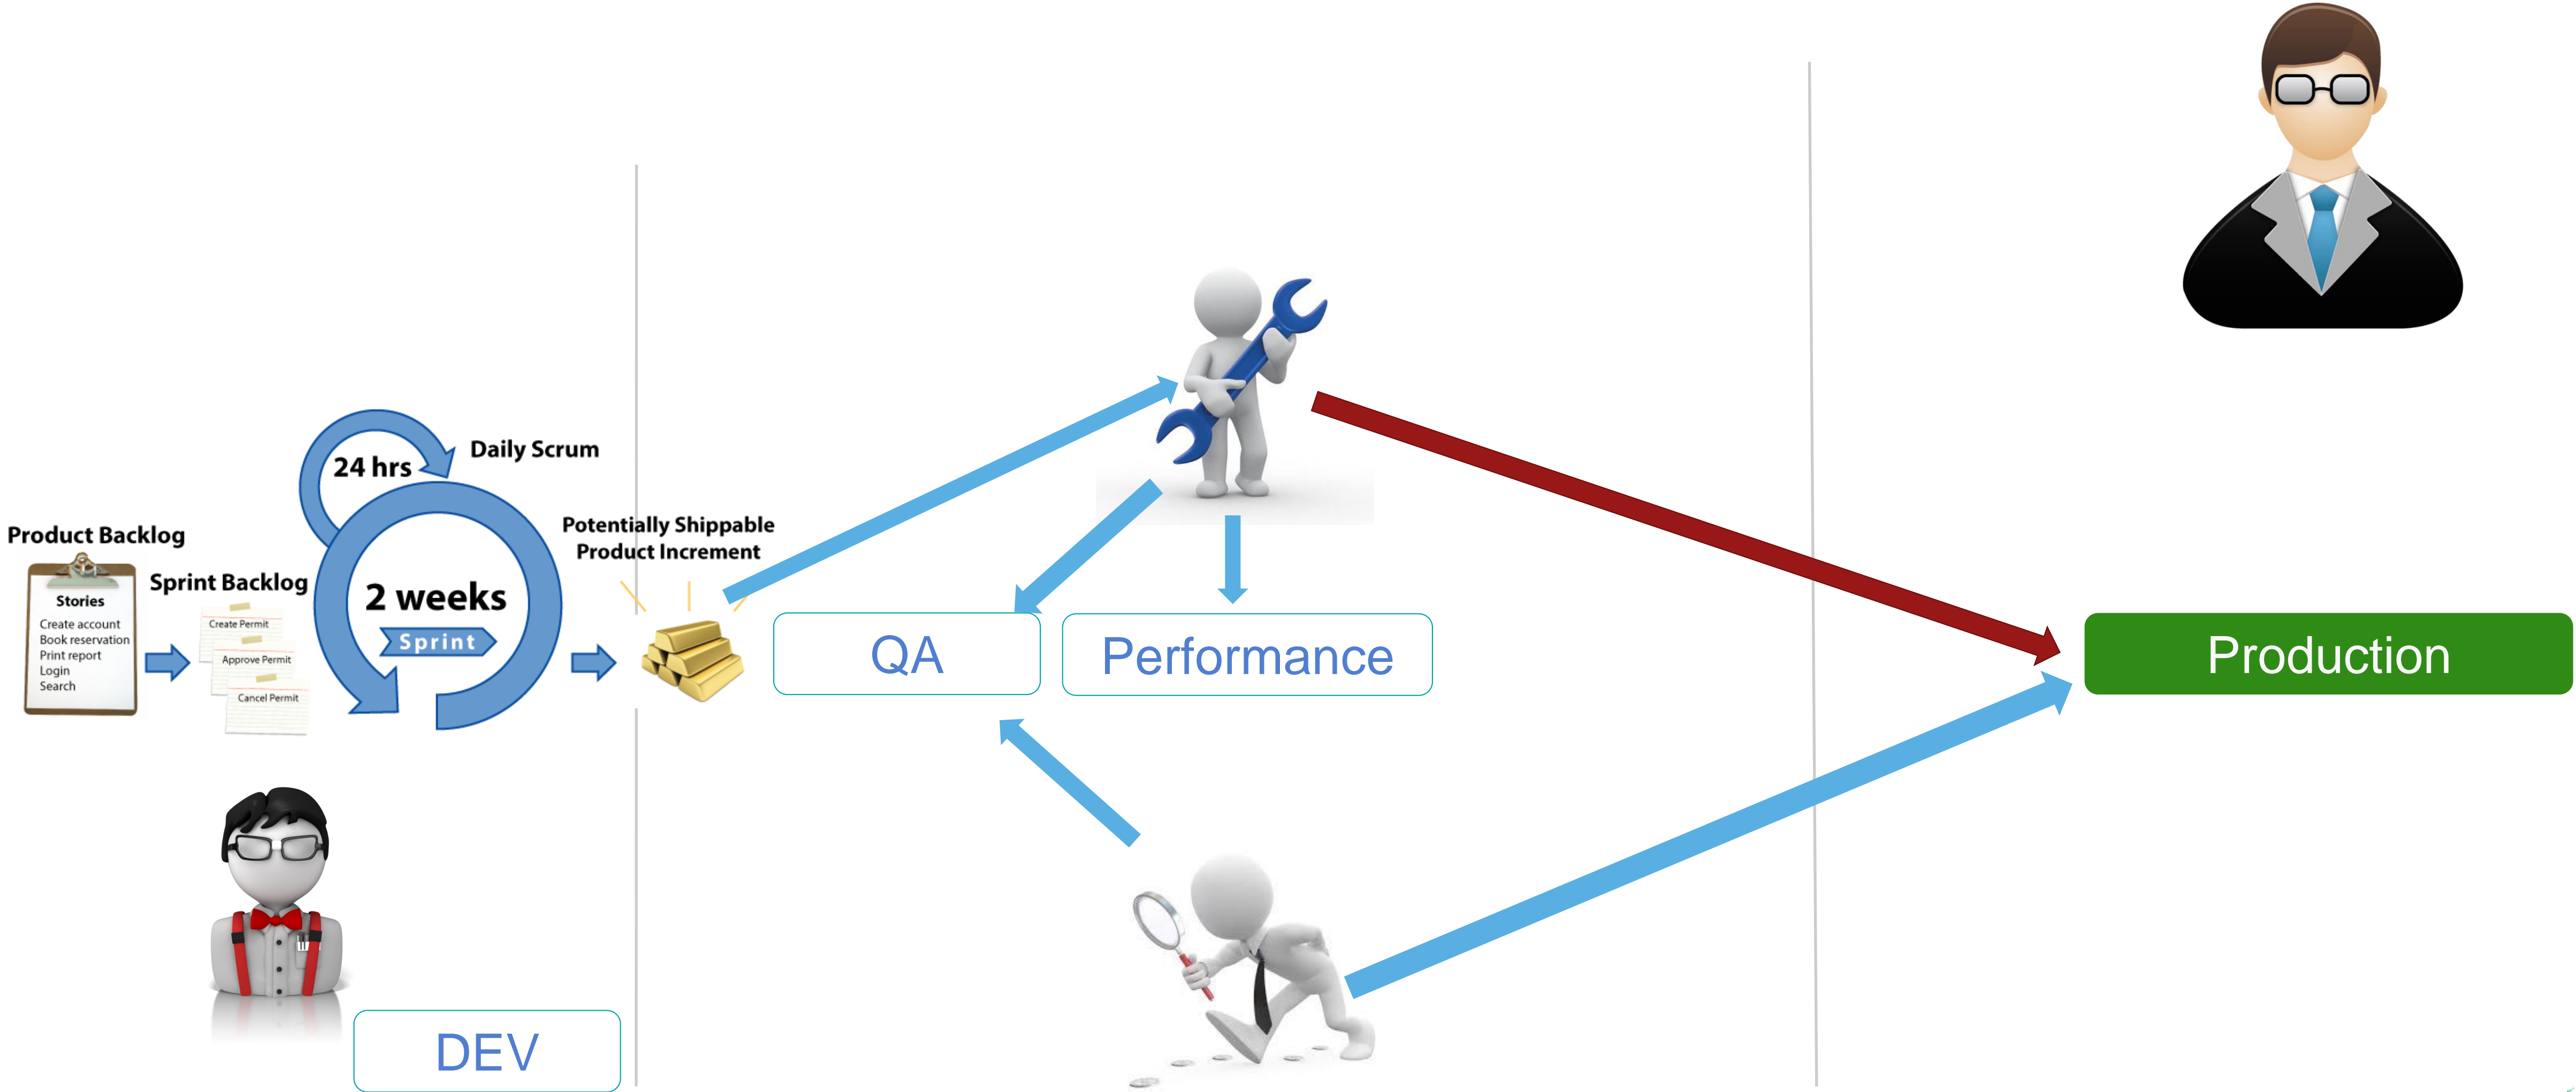 Product Backlog
Stories
Create account
Book reservation
Print report
Login
Search
Sprint Backlog
Create Permit
Approve Permit
Cancel Permit
24 hrs
Daily Scrum
2 weeks
Sprint
Potentially Shippable
Product Increment
QA
Performance
Production
DEV